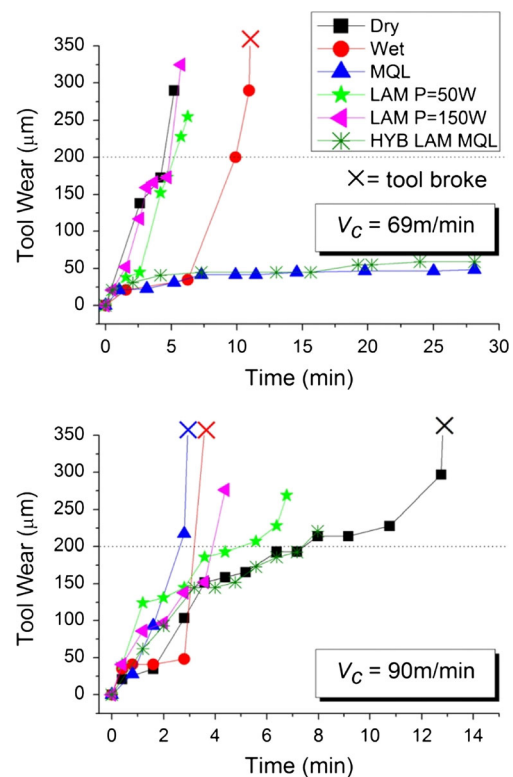 350
300
250
200
150
100
50
0
Tool Wear (μm)
Dry
Wet
MQL
LAM P=50W
LAM P=150W
HYB LAM MQL
= tool broke
Vc = 69m/min
0 5 10 15 20 25 30
Time (min)
350
300
250
200
150
100
50
0
Tool Wear (μm)
Vc = 90m/min
0 2 4 6 8 10 12 14
Time (min)